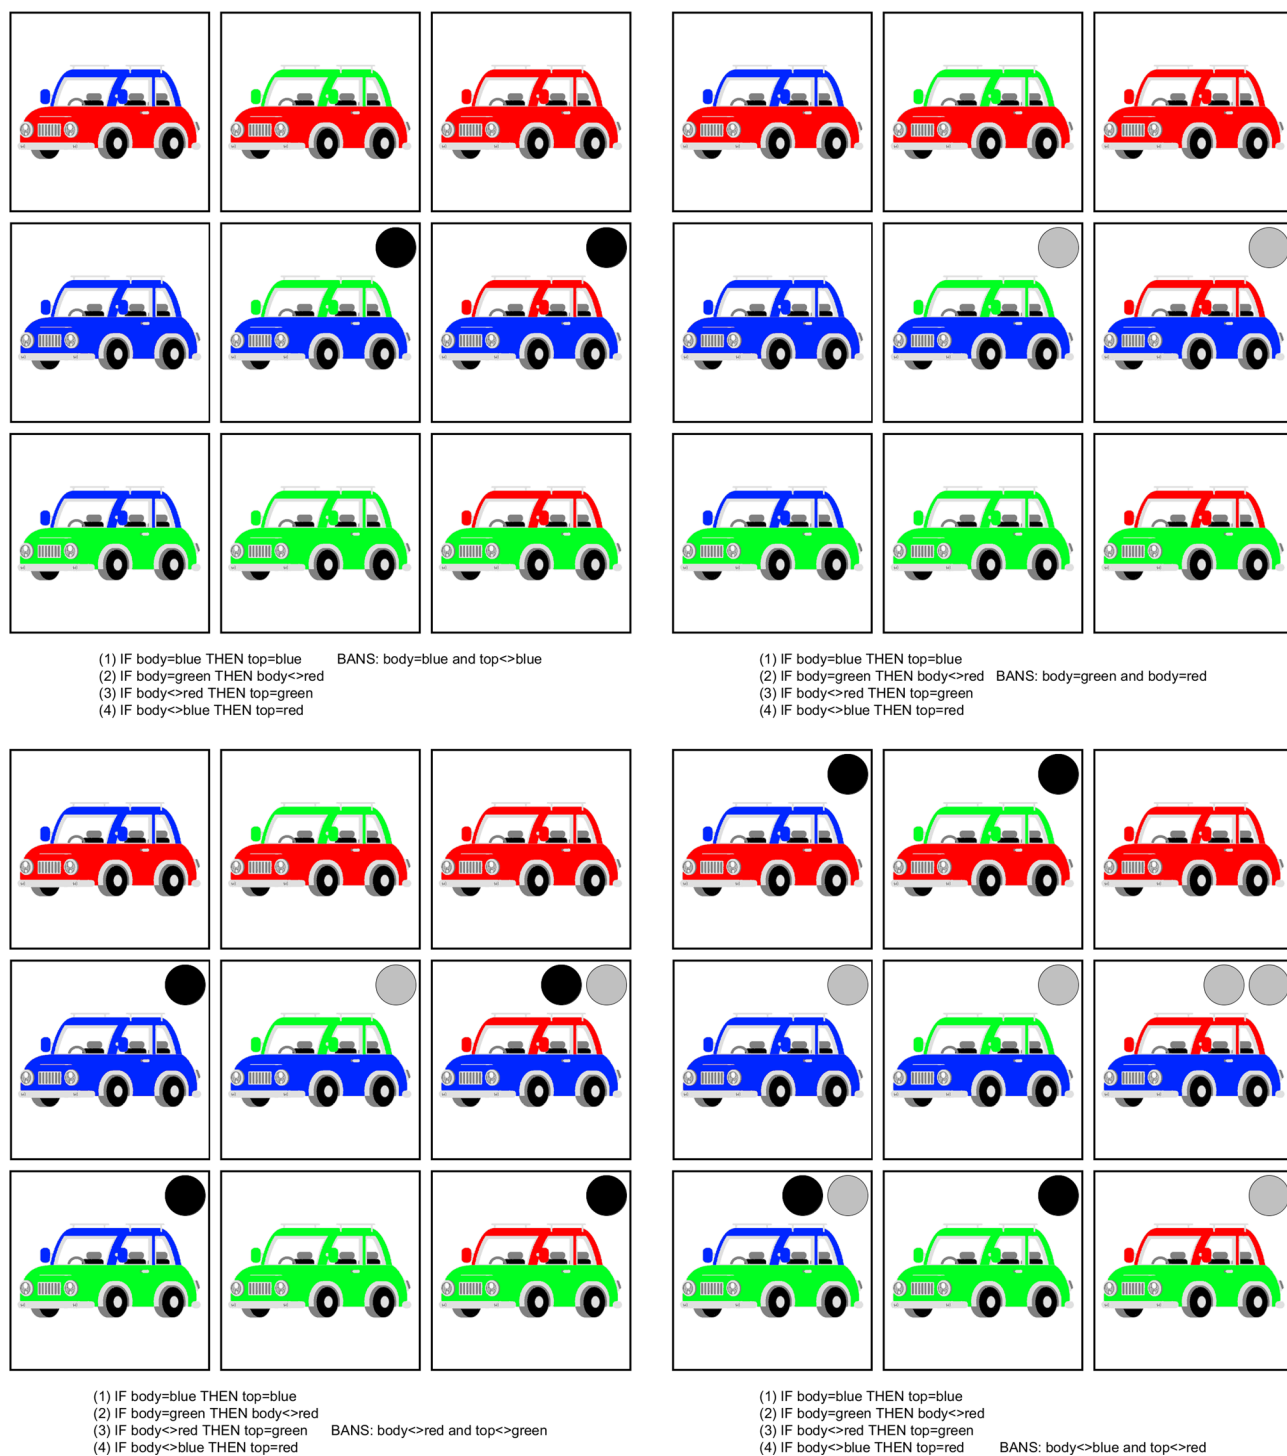 (1) IF body=blue THEN top=blue BANS: body=blue and top<>blue
(2) IF body=green THEN body<>red
(3) IF body<>red THEN top=green
(4) IF body<>blue THEN top=red
(1) IF body=blue THEN top=blue
(2) IF body=green THEN body<>red BANS: body=green and body=red
(3) IF body<>red THEN top=green
(4) IF body<>blue THEN top=red
(1) IF body=blue THEN top=blue
(2) IF body=green THEN body<>red
(3) IF body<>red THEN top=green BANS: body<>red and top<>green
(4) IF body<>blue THEN top=red
(1) IF body=blue THEN top=blue
(2) IF body=green THEN body<>red
(3) IF body<>red THEN top=green
(4) IF body<>blue THEN top=red BANS: body<>blue and top<>red